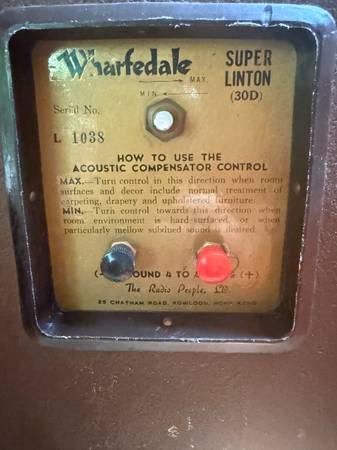 Wharfedale
SUPER
LINTON
(30D)
MAX.
MIN.
Serial No.
L 1038
HOW TO USE THE
ACOUSTIC COMPENSATOR CONTROL
MAX.—Turn control in this direction when room
surfaces and decor include normal treatment of
carpeting, drapery and upholstered furniture.
MIN. Turn control towards this direction when
room environment is hard-surfaced, or when
particularly mellow subdued sound is desired.
(-) OUND 4 TO (+)
The Radio People, Ltd.
25 CHATHAM ROAD, KOWLOON, HONG KONG